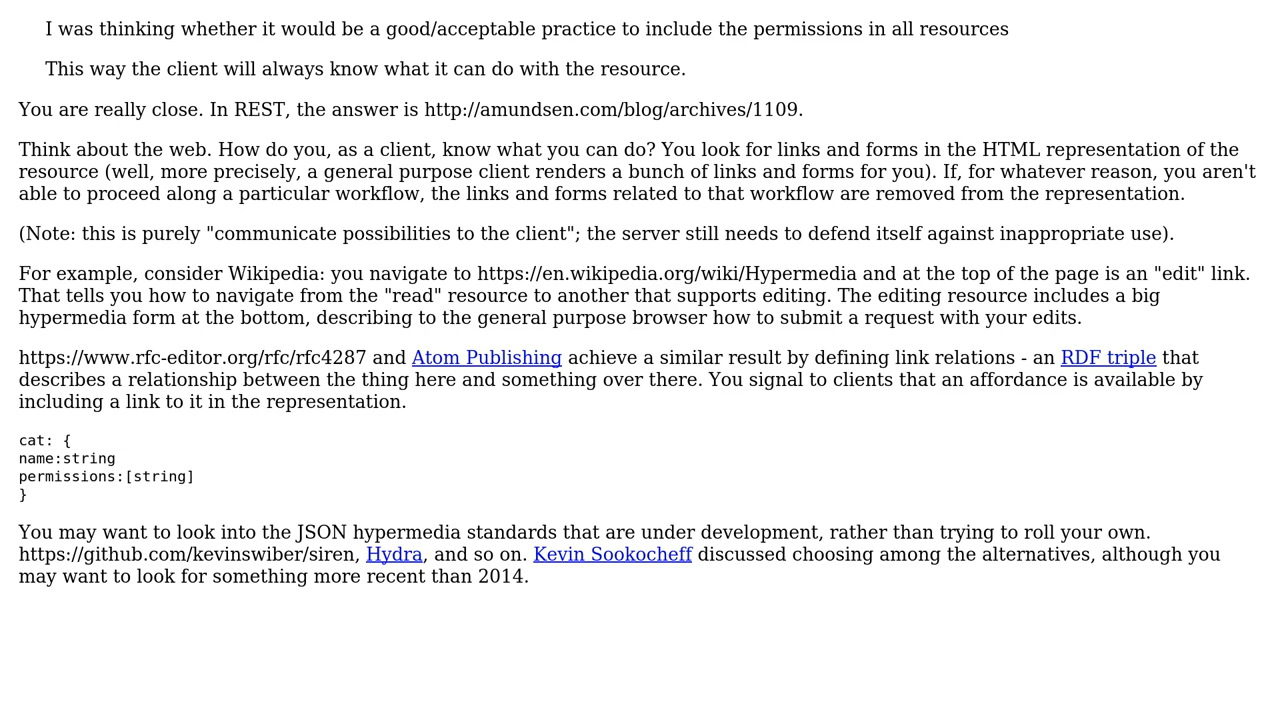 I was thinking whether it would be a good/acceptable practice to include the permissions in all resources
This way the client will always know what it can do with the resource.
You are really close. In REST, the answer is http://amundsen.com/blog/archives/1109.
Think about the web. How do you, as a client, know what you can do? You look for links and forms in the HTML representation of the
resource (well, more precisely, a general purpose client renders a bunch of links and forms for you). If, for whatever reason, you aren't
able to proceed along a particular workflow, the links and forms related to that workflow are removed from the representation.
(Note: this is purely "communicate possibilities to the client"; the server still needs to defend itself against inappropriate use).
For example, consider Wikipedia: you navigate to https://en.wikipedia.org/wiki/Hypermedia and at the top of the page is an "edit" link.
That tells you how to navigate from the "read" resource to another that supports editing. The editing resource includes a big
hypermedia form at the bottom, describing to the general purpose browser how to submit a request with your edits.
https://www.rfc-editor.org/rfc/rfc4287 and Atom Publishing achieve a similar result by defining link relations - an RDF triple that
describes a relationship between the thing here and something over there. You signal to clients that an affordance is available by
including a link to it in the representation.
cat: {
name:string
permissions:[string]
}
You may want to look into the JSON hypermedia standards that are under development, rather than trying to roll your own.
https://github.com/kevinswiber/siren, Hydra, and so on. Kevin Sookocheff discussed choosing among the alternatives, although you
may want to look for something more recent than 2014.